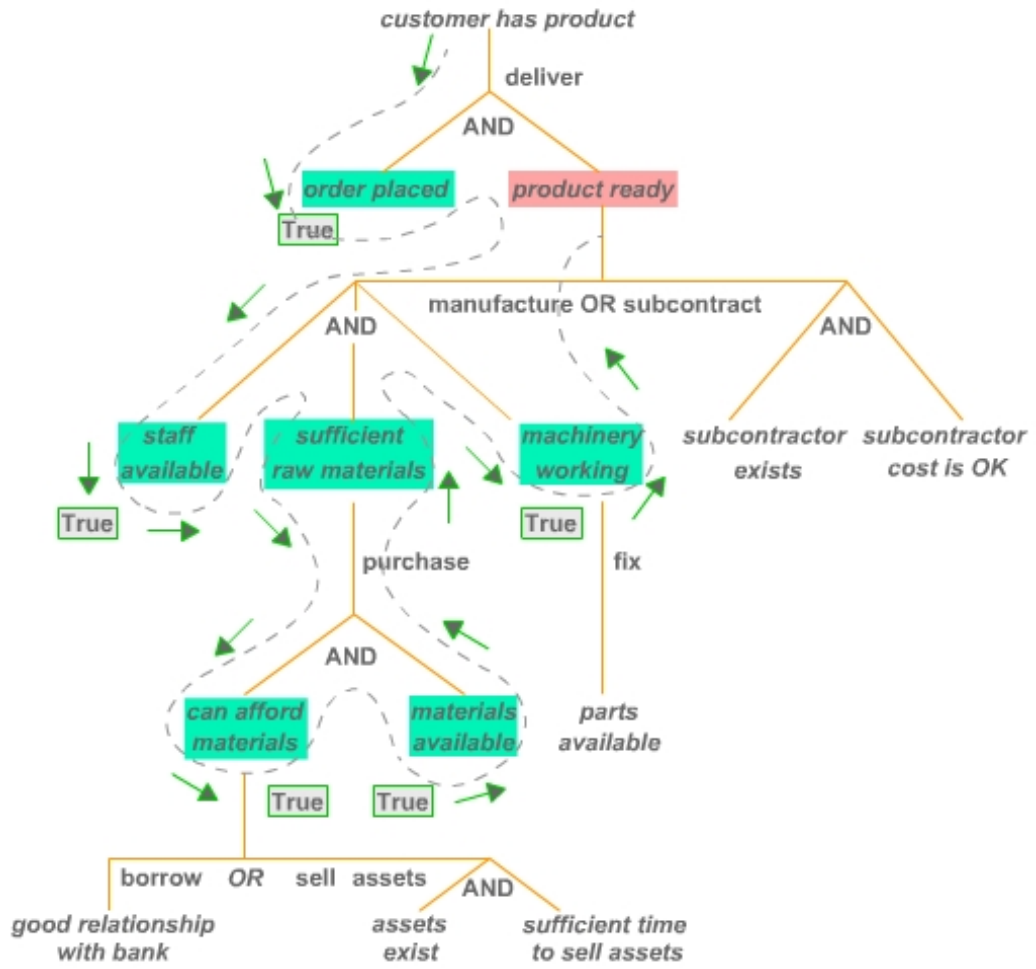 customer has product
deliver
AND
order placed
product ready
True
manufacture OR subcontract
AND
AND
staff
available
sufficient
raw materials
machinery
working
subcontractor
exists
subcontractor
cost is OK
True
True
purchase
fix
AND
can afford
materials
materials
available
parts
available
True
True
borrow OR sell assets
AND
good relationship
with bank
assets
exist
sufficient time
to sell assets